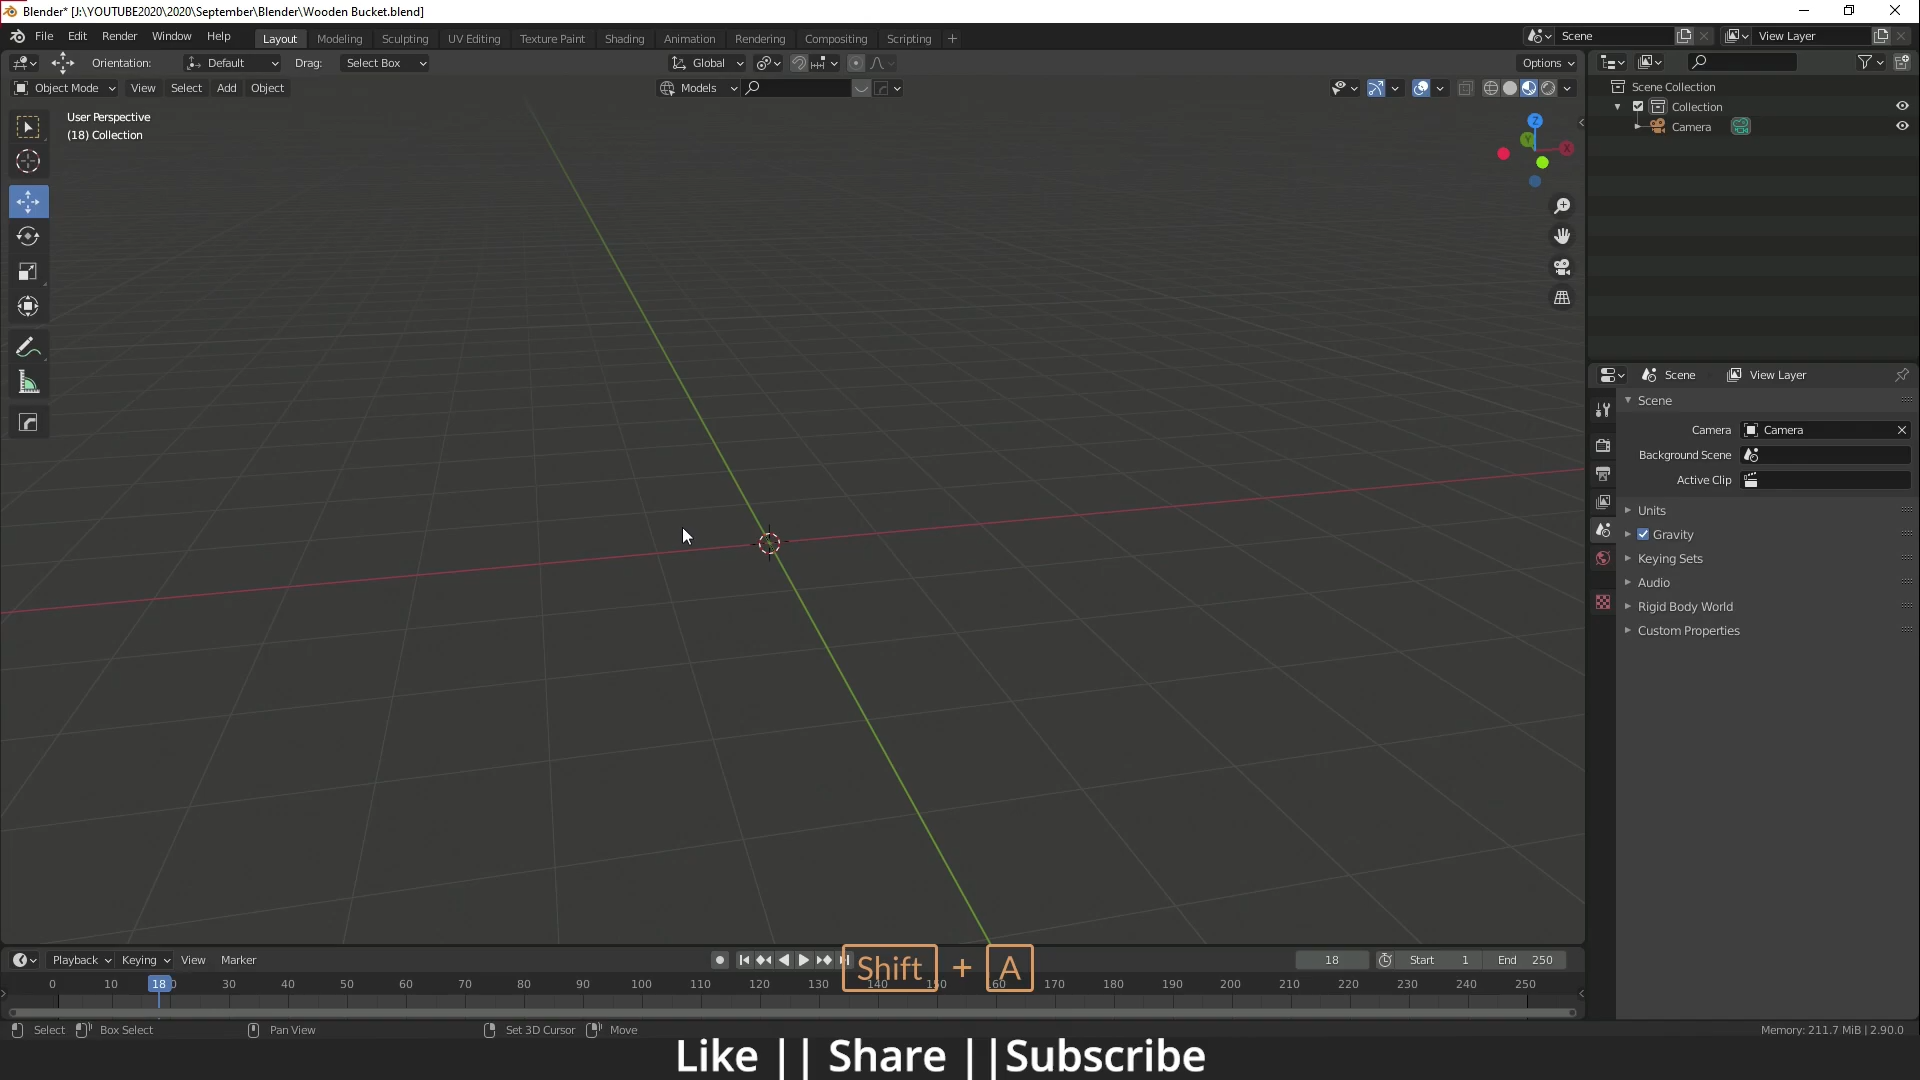 Blender* [J:\YOUTUBE2020\2020\September\Blender\Wooden Bucket.blend]
File Edit Render Window Help Layout Modeling Sculpting UV Editing Texture Paint Shading Animation Rendering Compositing Scripting + Scene View Layer
Orientation: Default Drag: Select Box Global Options
Object Mode View Select Add Object Models
User Perspective
(18) Collection
Z
Y
X
Scene Collection
Collection
Camera
Scene View Layer
Scene
Camera Camera
Background Scene
Active Clip
Units
Gravity
Keying Sets
Audio
Rigid Body World
Custom Properties
Playback Keying View Marker 18 Start 1 End 250
Shift + A
0 10 18 30 40 50 60 70 80 90 100 110 120 130 140 150 160 170 180 190 200 210 220 230 240 250
Select Box Select Pan View Set 3D Cursor Move Memory: 211.7 MiB | 2.90.0
Like || Share ||Subscribe